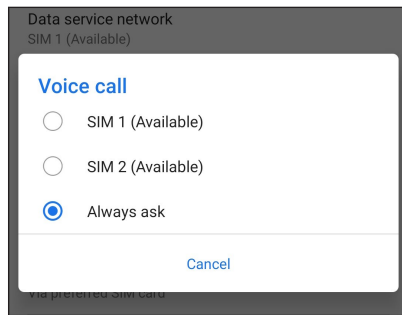 Data service network
SIM 1 (Available)
Voice call
SIM 1 (Available)
SIM 2 (Available)
Always ask
Cancel
Via preferred SIM card